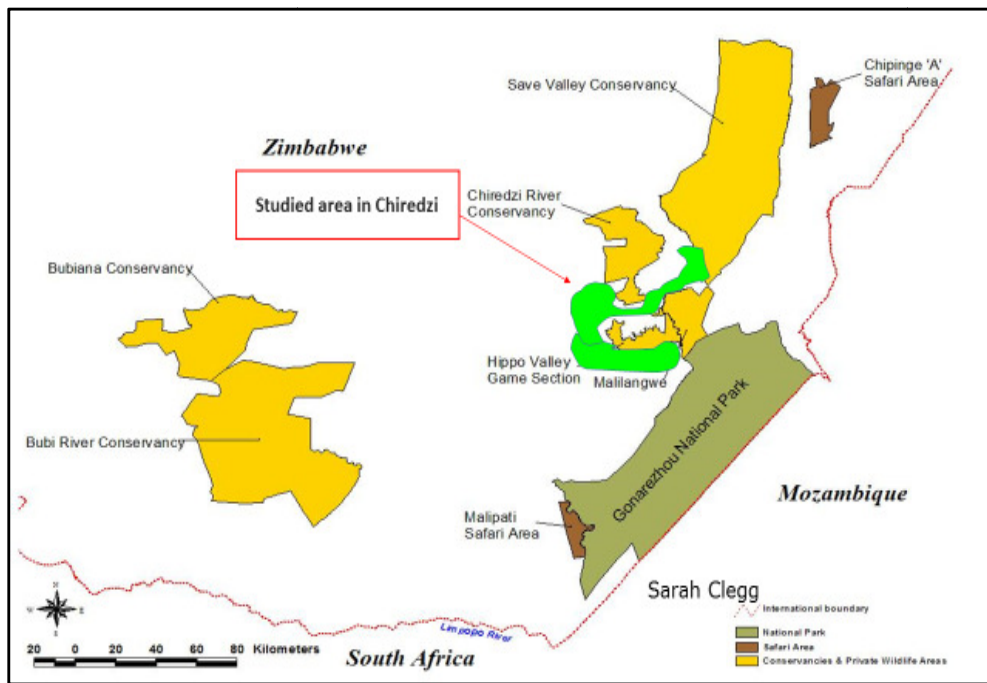 Chipinge 'A'
Safari Area
Save Valley Conservancy
Zimbabwe
Studied area in Chiredzi
Chiredzi River
Conservancy
Bubiana Conservancy
Hippo Valley
Game Section
Malilangwe
Bubi River Conservancy
Gonarezhou National Park
Mozambique
Malipati
Safari Area
Sarah Clegg
International boundary
National Park
Safari Area
Conservancies & Private Wildlife Areas
N
W E
S
Limpopo River
20 0 20 40 60 80 Kilometers
South Africa